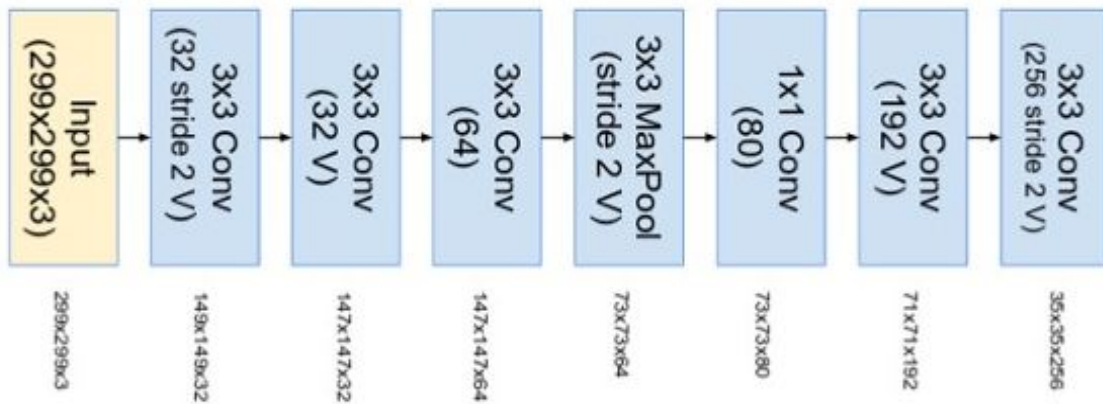 Input
(299x299x3)
299x299x3
3x3 Conv
(32 stride 2 V)
149x149x32
3x3 Conv
(32 V)
147x147x32
3x3 Conv
(64)
147x147x64
3x3 MaxPool
(stride 2 V)
73x73x64
1x1 Conv
(80)
73x73x80
3x3 Conv
(192 V)
71x71x192
3x3 Conv
(256 stride 2 V)
35x35x256